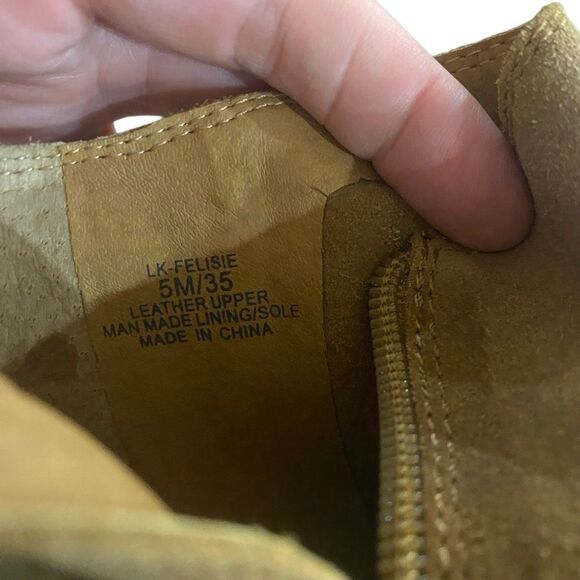 LK-FELISIE
5M/35
LEATHER UPPER
MAN MADE LINING/SOLE
MADE IN CHINA